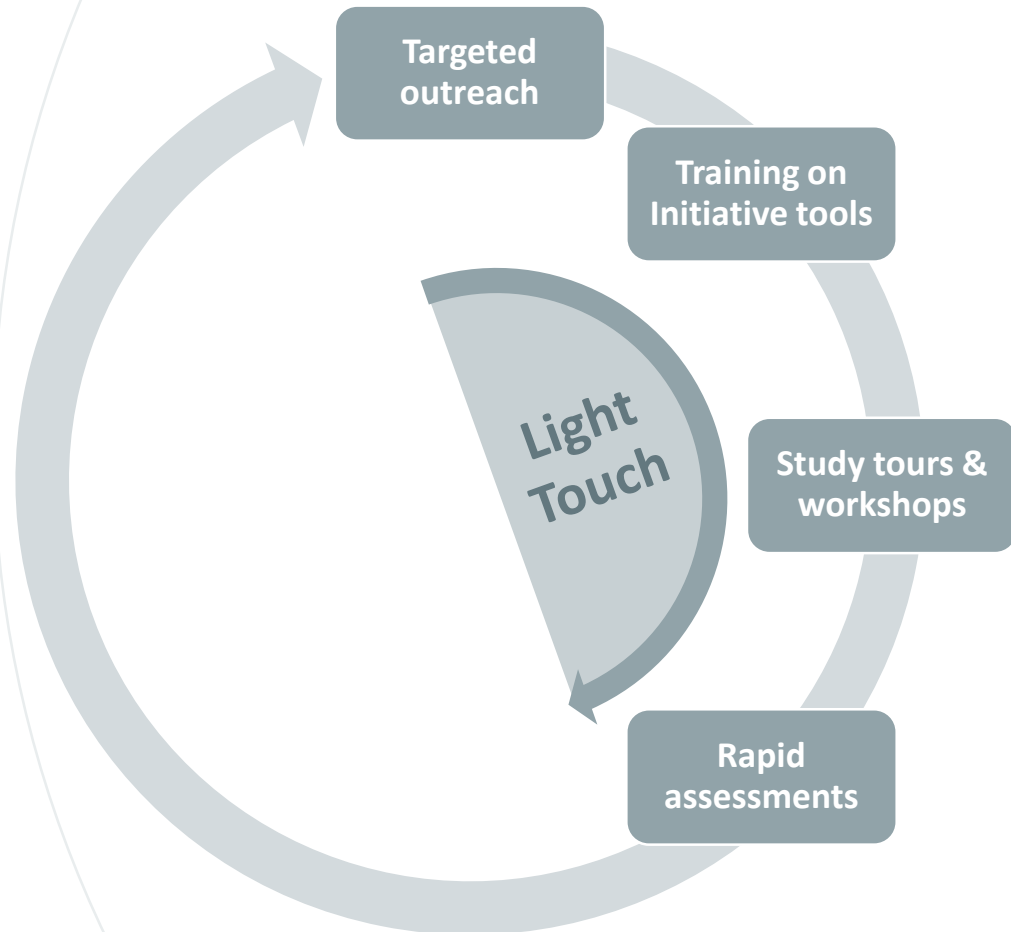 Targeted
outreach
Training on
Initiative tools
Light
Touch
Study tours &
workshops
Rapid
assessments